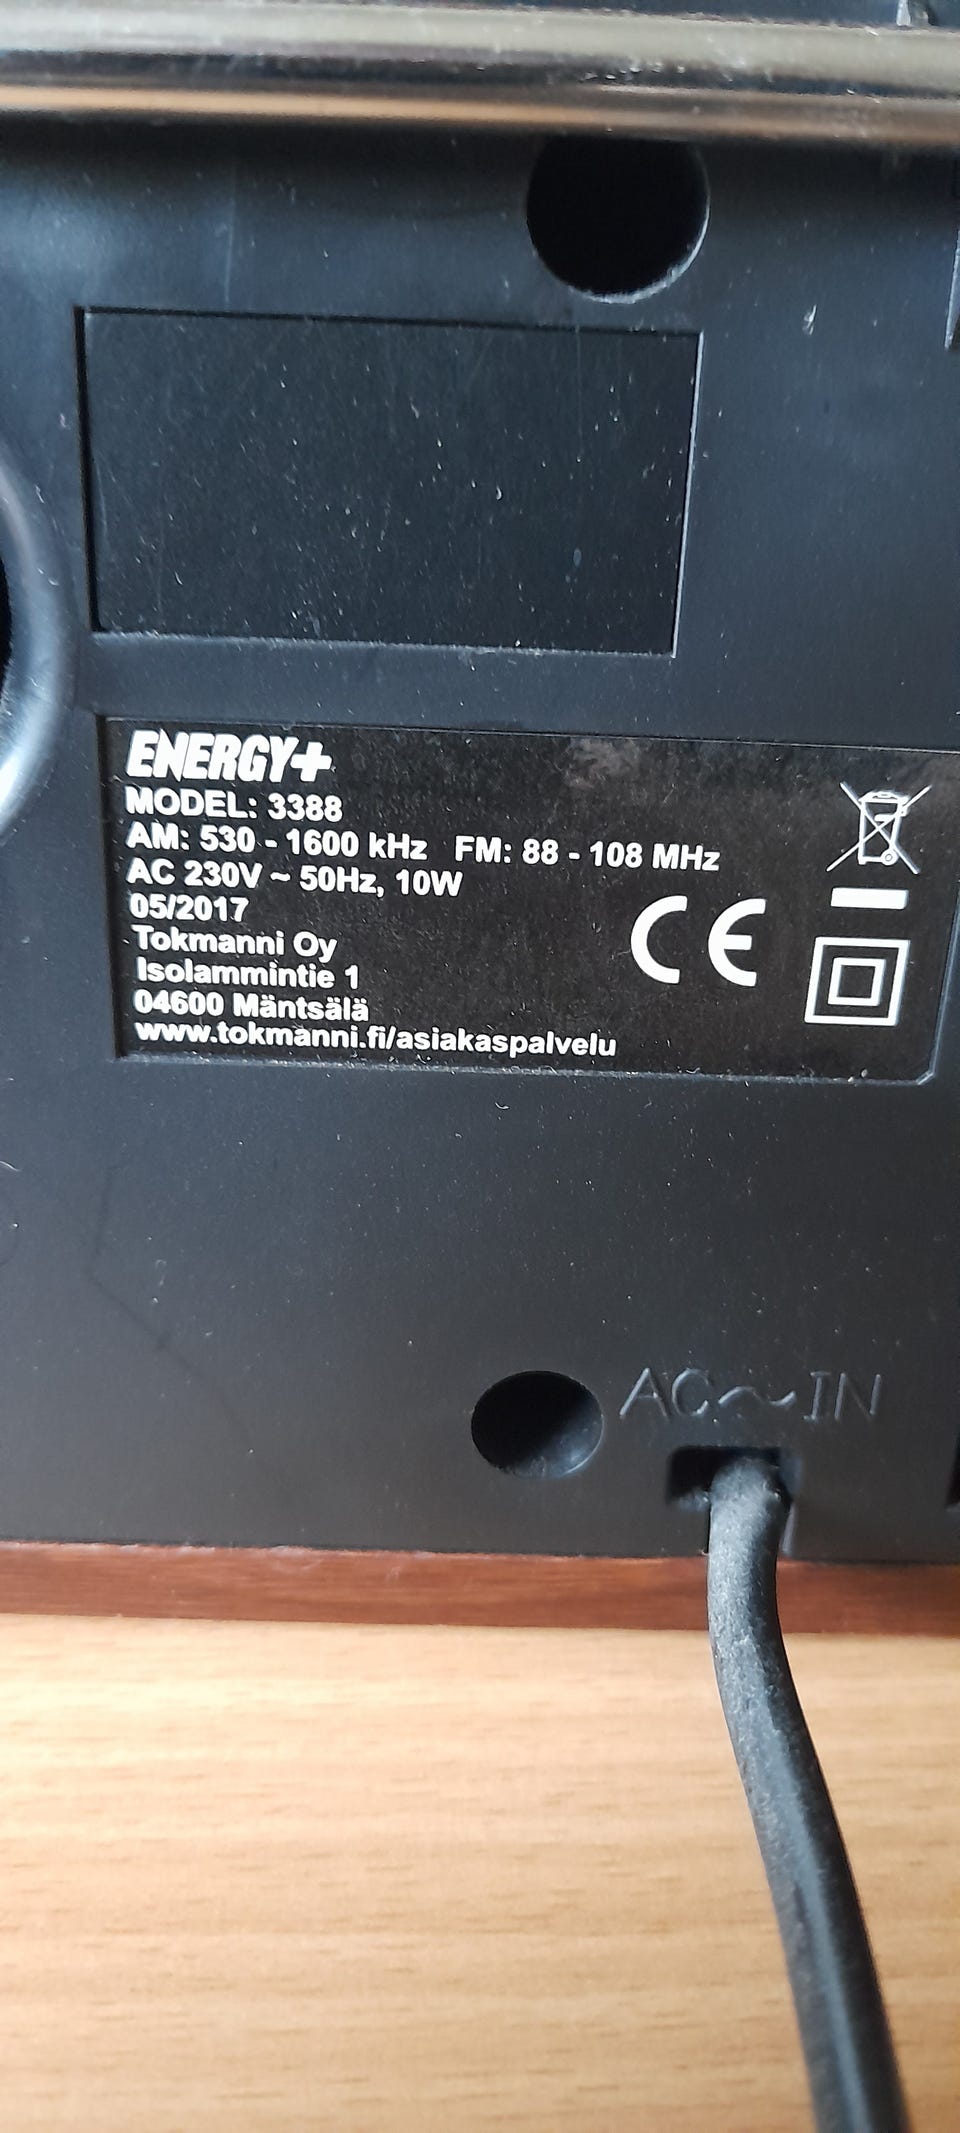 ENERGY+
MODEL: 3388
AM: 530 - 1600 kHz FM: 88 - 108 MHz
AC 230V ~ 50Hz, 10W
05/2017
Tokmanni Oy
Isolammintie 1
04600 Mäntsälä
www.tokmanni.fi/asiakaspalvelu
CE
AC~IN